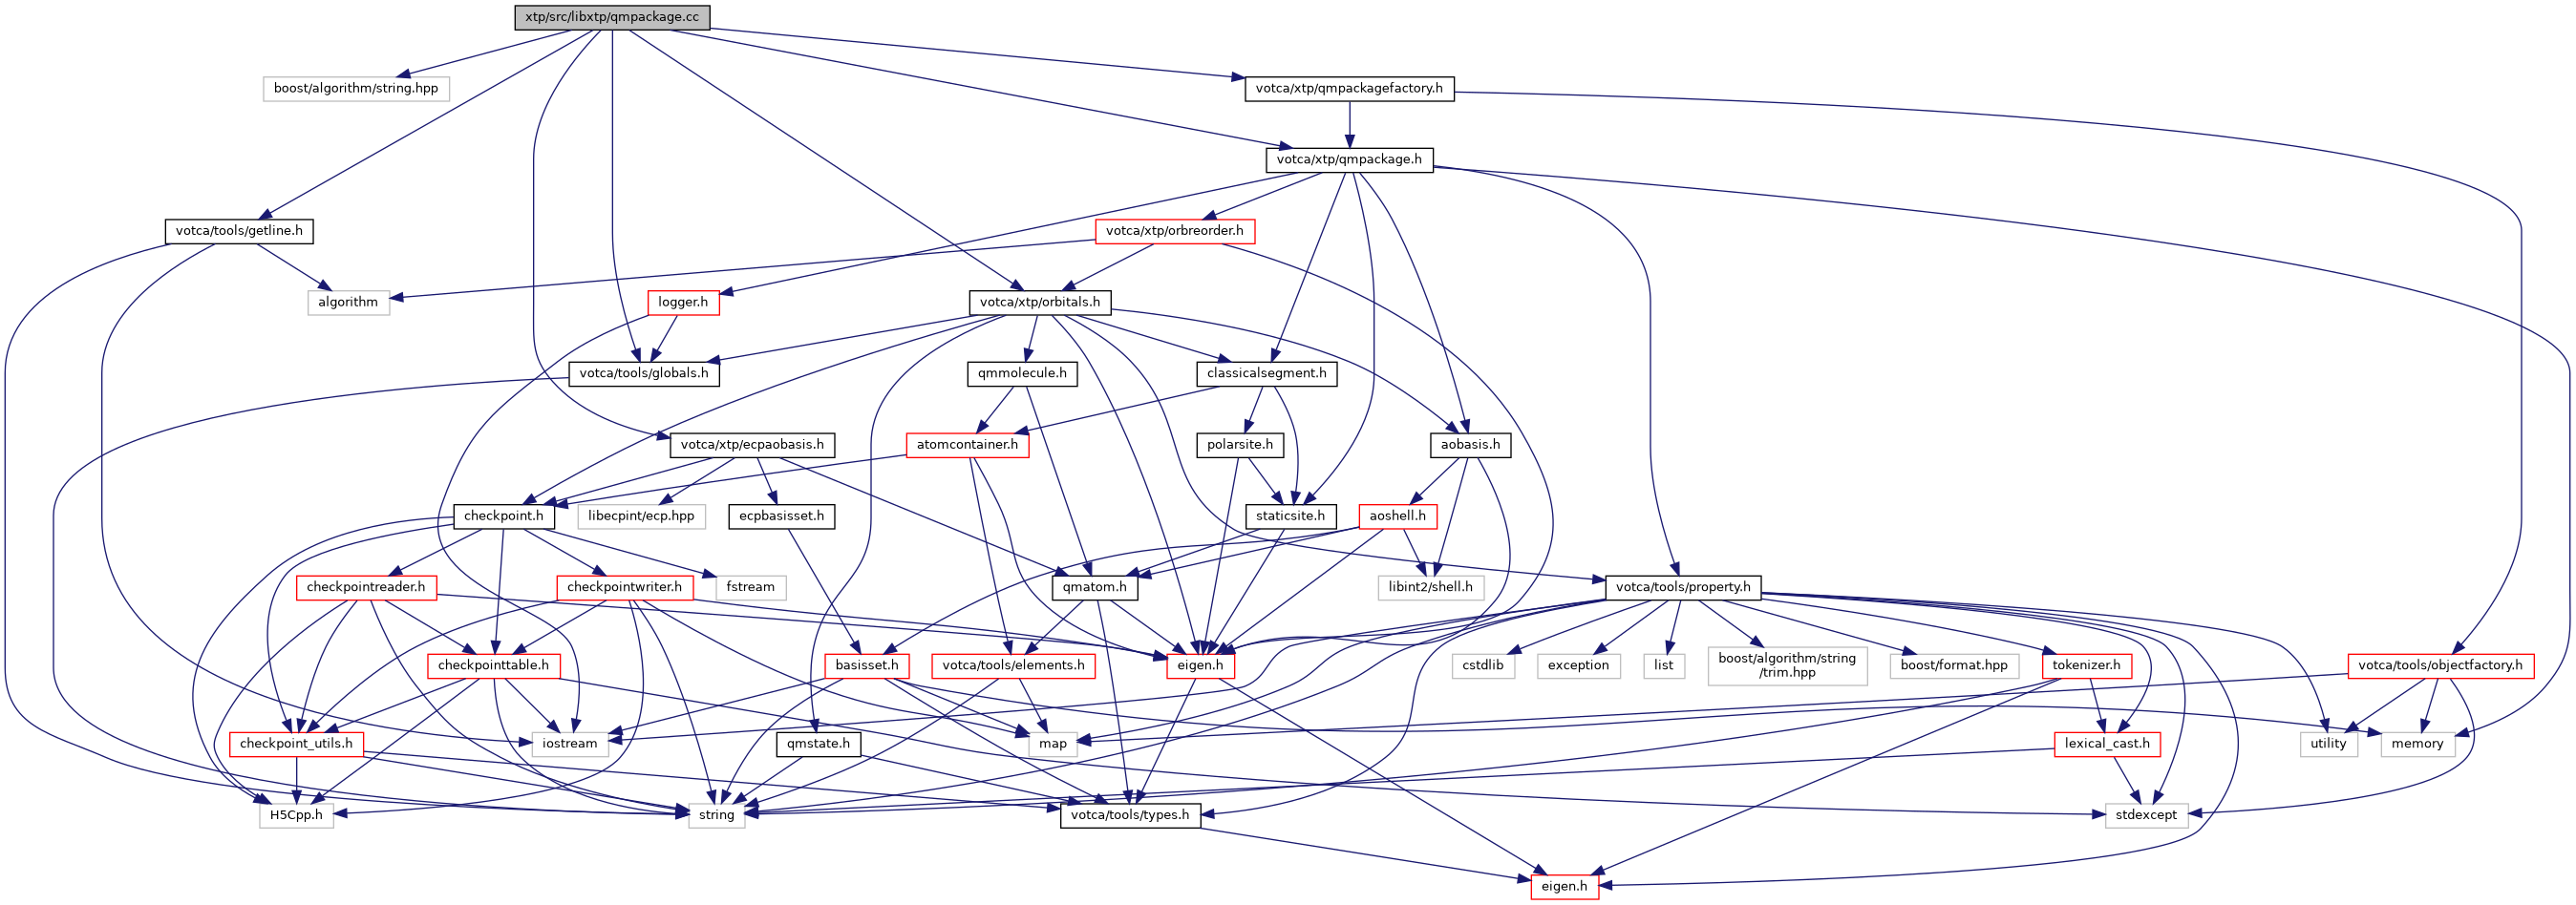 xtp/src/libxtp/qmpackage.cc
boost/algorithm/string.hpp
votca/xtp/qmpackagefactory.h
votca/xtp/qmpackage.h
votca/tools/getline.h
votca/xtp/orbreorder.h
algorithm
logger.h
votca/xtp/orbitals.h
votca/tools/globals.h
qmmolecule.h
classicalsegment.h
votca/xtp/ecpaobasis.h
atomcontainer.h
polarsite.h
aobasis.h
checkpoint.h
libecpint/ecp.hpp
ecpbasisset.h
staticsite.h
aoshell.h
checkpointreader.h
checkpointwriter.h
fstream
qmatom.h
libint2/shell.h
votca/tools/property.h
checkpointtable.h
basisset.h
votca/tools/elements.h
eigen.h
cstdlib
exception
list
boost/algorithm/string
/trim.hpp
boost/format.hpp
tokenizer.h
votca/tools/objectfactory.h
checkpoint_utils.h
iostream
qmstate.h
map
lexical_cast.h
utility
memory
H5Cpp.h
string
votca/tools/types.h
stdexcept
eigen.h